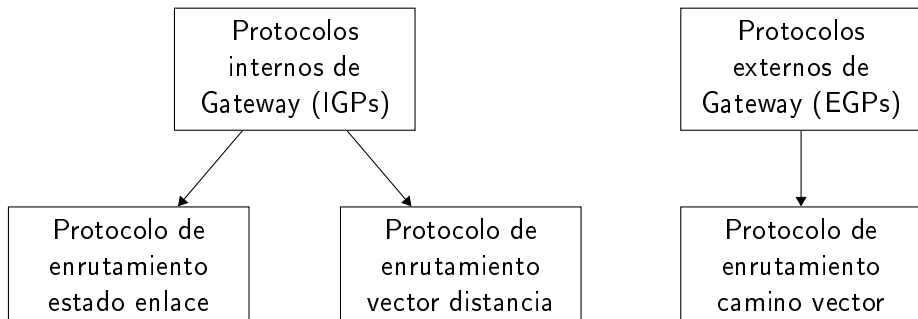 Protocolos
internos de
Gateway (IGPs)
Protocolos
externos de
Gateway (EGPs)
Protocolo de
enrutamiento
estado enlace
Protocolo de
enrutamiento
vector distancia
Protocolo de
enrutamiento
camino vector